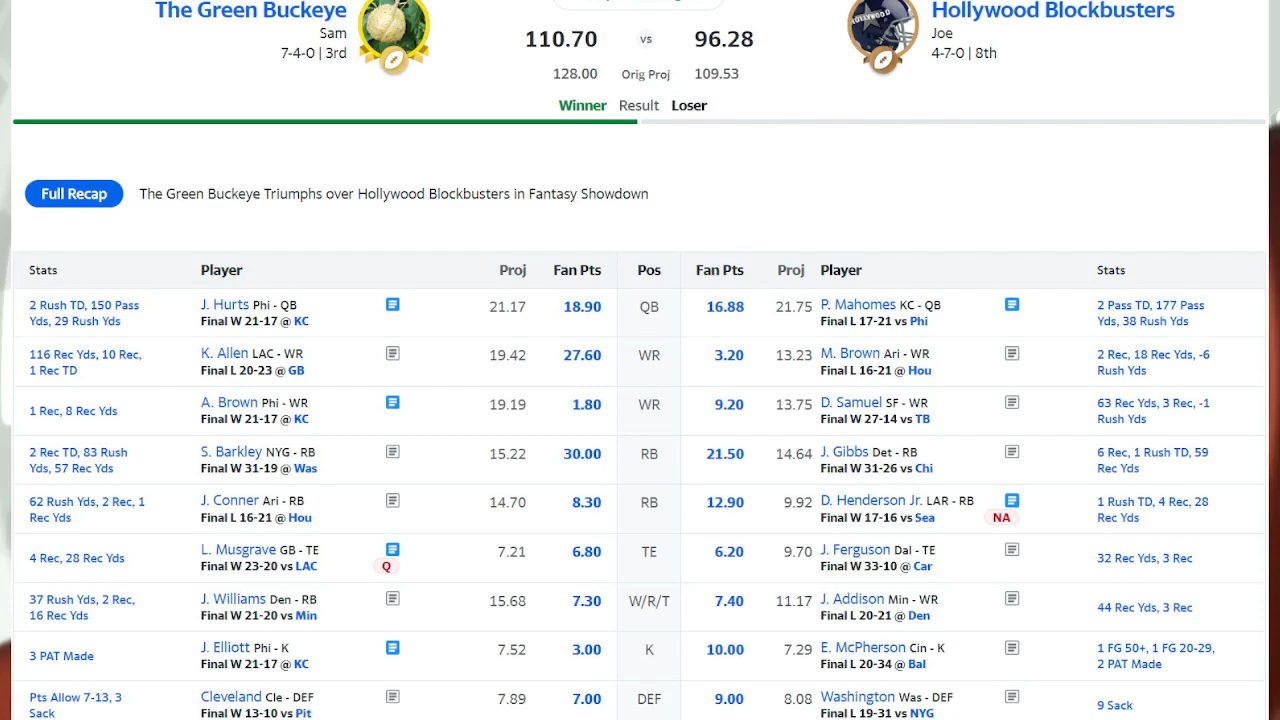 The Green Buckeye
Sam
7-4-0 | 3rd
110.70 vs 96.28
128.00 Orig Proj 109.53
Winner Result Loser
HOLLYWOOD
Hollywood Blockbusters
Joe
4-7-0 | 8th
Full Recap The Green Buckeye Triumphs over Hollywood Blockbusters in Fantasy Showdown
Stats Player Proj Fan Pts Pos Fan Pts Proj Player Stats
2 Rush TD, 150 Pass J. Hurts Phi - QB 21.17 18.90 QB 16.88 21.75 P. Mahomes KC - QB 2 Pass TD, 177 Pass
Yds, 29 Rush Yds Final W 21-17 @ KC Final L 17-21 vs Phi Yds, 38 Rush Yds
116 Rec Yds, 10 Rec, K. Allen LAC - WR 19.42 27.60 WR 3.20 13.23 M. Brown Ari - WR 2 Rec, 18 Rec Yds, -6
1 Rec TD Final L 20-23 @ GB Final L 16-21 @ Hou Rush Yds
1 Rec, 8 Rec Yds A. Brown Phi - WR 19.19 1.80 WR 9.20 13.75 D. Samuel SF - WR 63 Rec Yds, 3 Rec, -1
Final W 21-17 @ KC Final W 27-14 vs TB Rush Yds
2 Rec TD, 83 Rush S. Barkley NYG - RB 15.22 30.00 RB 21.50 14.64 J. Gibbs Det - RB 6 Rec, 1 Rush TD, 59
Yds, 57 Rec Yds Final W 31-19 @ Was Final W 31-26 vs Chi Rec Yds
62 Rush Yds, 2 Rec, 1 J. Conner Ari - RB 14.70 8.30 RB 12.90 9.92 D. Henderson Jr. LAR - RB 1 Rush TD, 4 Rec, 28
Rec Yds Final L 16-21 @ Hou Final W 17-16 vs Sea NA Rec Yds
4 Rec, 28 Rec Yds L. Musgrave GB - TE 7.21 6.80 TE 6.20 9.70 J. Ferguson Dal - TE 32 Rec Yds, 3 Rec
Final W 23-20 vs LAC Q Final W 33-10 @ Car
37 Rush Yds, 2 Rec, J. Williams Den - RB 15.68 7.30 W/R/T 7.40 11.17 J. Addison Min - WR 44 Rec Yds, 3 Rec
16 Rec Yds Final W 21-20 vs Min Final L 20-21 @ Den
3 PAT Made J. Elliott Phi - K 7.52 3.00 K 10.00 7.29 E. McPherson Cin - K 1 FG 50+, 1 FG 20-29,
Final W 21-17 @ KC Final L 20-34 @ Bal 2 PAT Made
Pts Allow 7-13, 3 Cleveland Cle - DEF 7.89 7.00 DEF 9.00 8.08 Washington Was - DEF 9 Sack
Sack Final W 13-10 vs Pit Final L 19-31 vs NYG